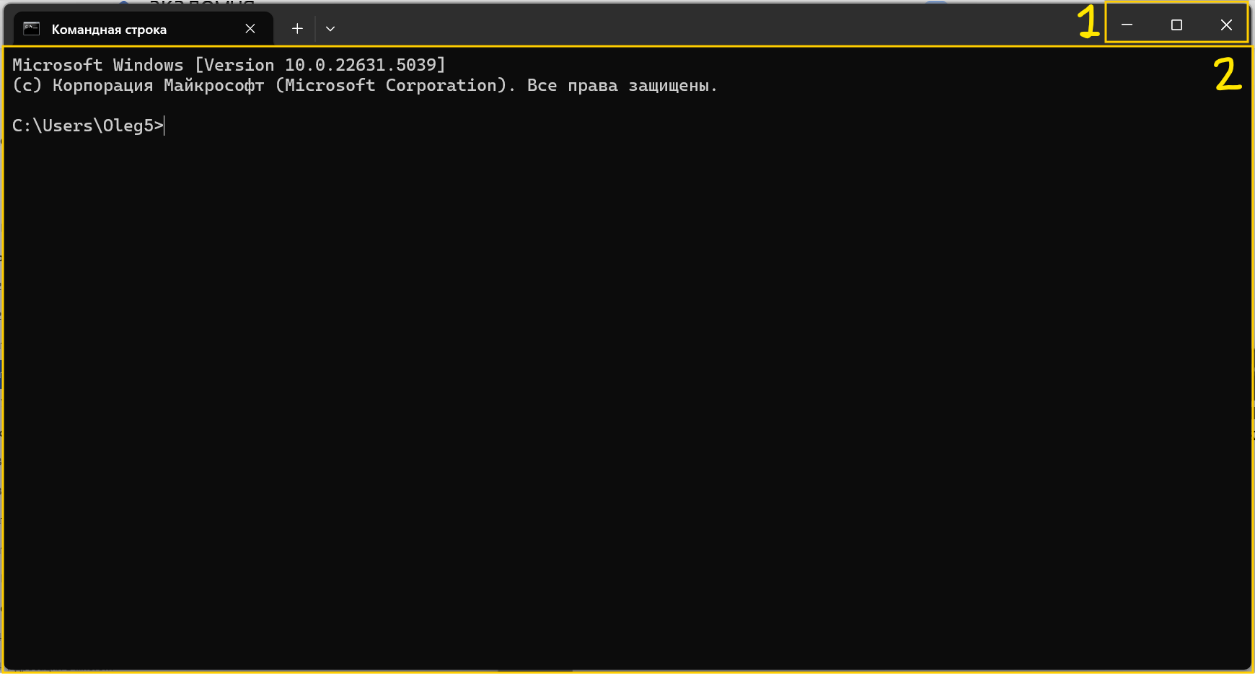 Командная строка
1
2
Microsoft Windows [Version 10.0.22631.5039]
(c) Корпорация Майкрософт (Microsoft Corporation). Все права защищены.
C:\Users\Oleg5>